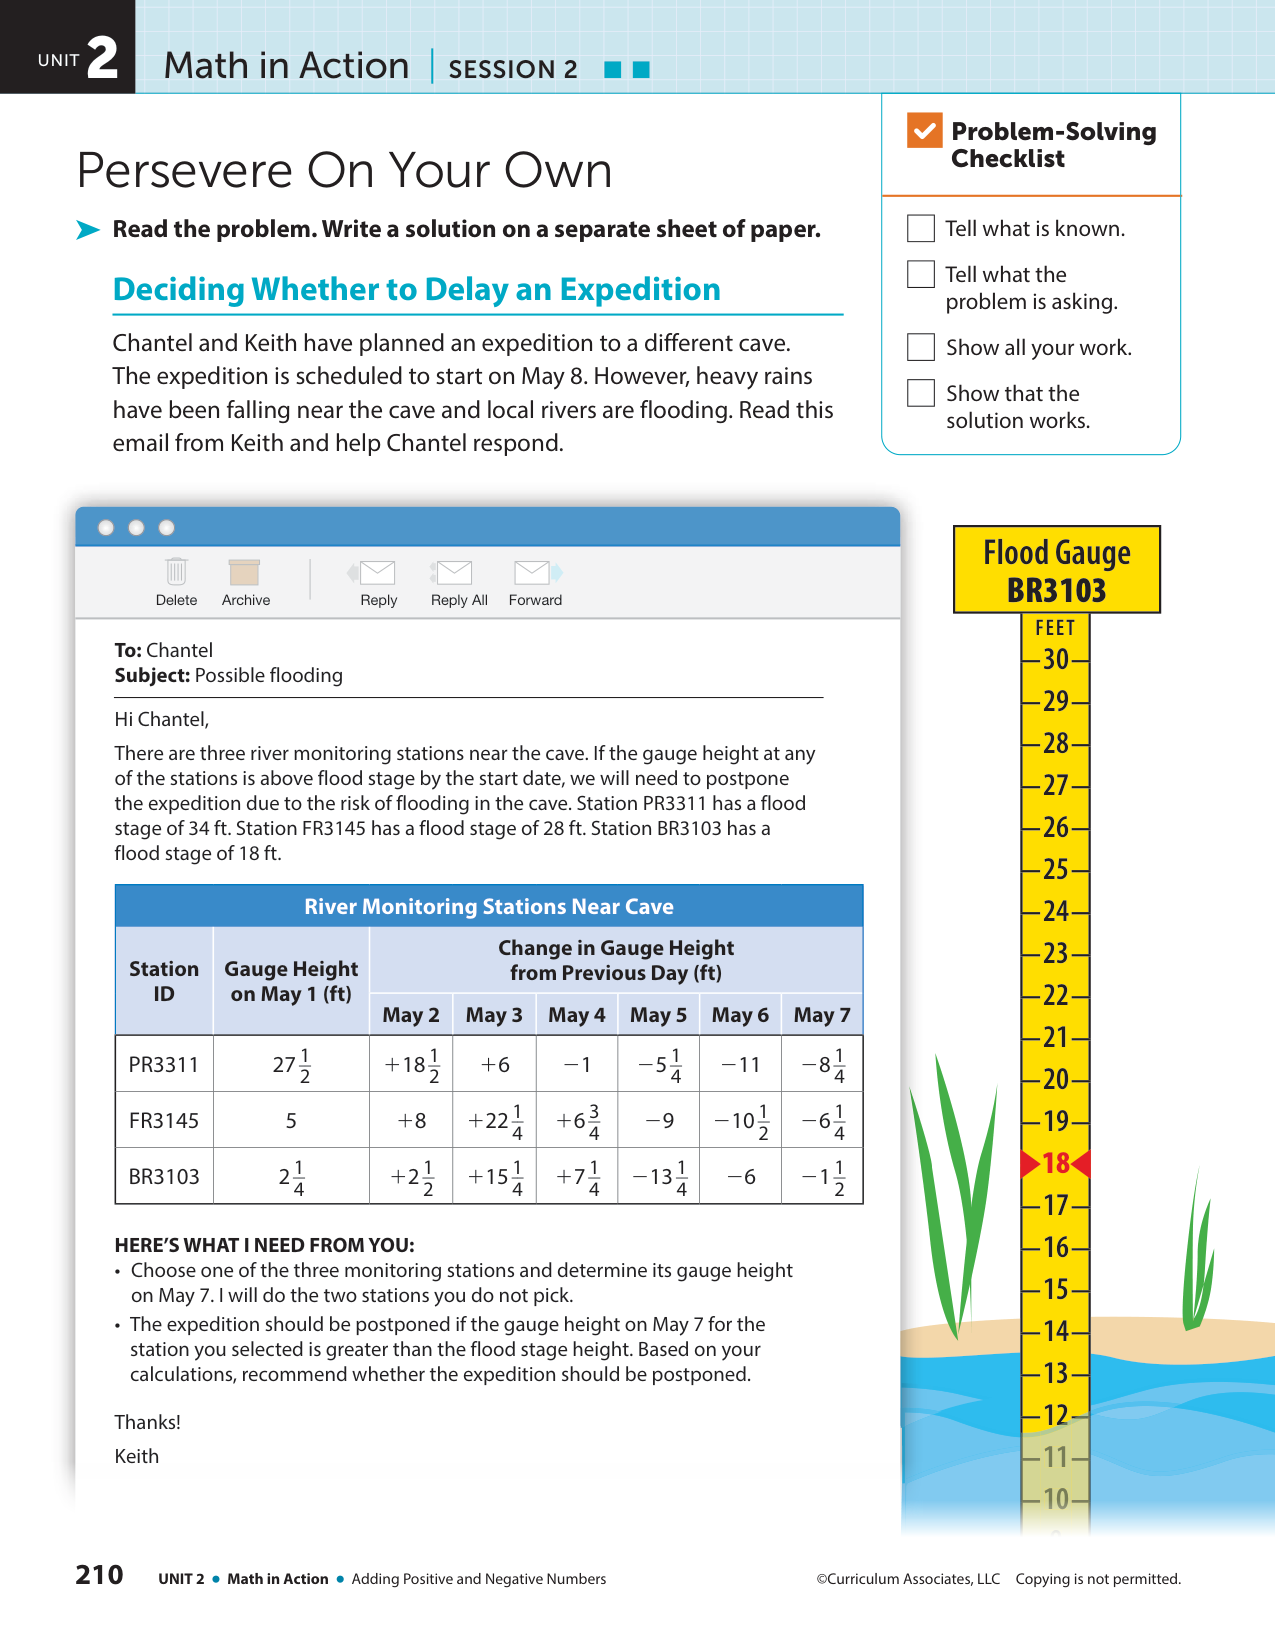 UNIT 2 Math in Action | SESSION 2
Persevere On Your Own
Read the problem. Write a solution on a separate sheet of paper.
Deciding Whether to Delay an Expedition
Chantel and Keith have planned an expedition to a different cave.
The expedition is scheduled to start on May 8. However, heavy rains
have been falling near the cave and local rivers are flooding. Read this
email from Keith and help Chantel respond.
Problem-Solving
Checklist
Tell what is known.
Tell what the
problem is asking.
Show all your work.
Show that the
solution works.
Delete Archive Reply Reply All Forward
To: Chantel
Subject: Possible flooding
Hi Chantel,
There are three river monitoring stations near the cave. If the gauge height at any
of the stations is above flood stage by the start date, we will need to postpone
the expedition due to the risk of flooding in the cave. Station PR3311 has a flood
stage of 34 ft. Station FR3145 has a flood stage of 28 ft. Station BR3103 has a
flood stage of 18 ft.
River Monitoring Stations Near Cave
Station
ID
Gauge Height
on May 1 (ft)
Change in Gauge Height
from Previous Day (ft)
May 2 May 3 May 4 May 5 May 6 May 7
PR3311 27 1/2 +18 1/2 +6 −1 −5 1/4 −11 −8 1/4
FR3145 5 +8 +22 1/4 +6 3/4 −9 −10 1/2 −6 1/4
BR3103 2 1/4 +2 1/2 +15 1/4 +7 1/4 −13 1/4 −6 −1 1/2
HERE'S WHAT I NEED FROM YOU:
• Choose one of the three monitoring stations and determine its gauge height
on May 7. I will do the two stations you do not pick.
• The expedition should be postponed if the gauge height on May 7 for the
station you selected is greater than the flood stage height. Based on your
calculations, recommend whether the expedition should be postponed.
Thanks!
Keith
Flood Gauge
BR3103
FEET
30
29
28
27
26
25
24
23
22
21
20
19
18
17
16
15
14
13
12
11
10
210 UNIT 2 • Math in Action • Adding Positive and Negative Numbers
©Curriculum Associates, LLC Copying is not permitted.